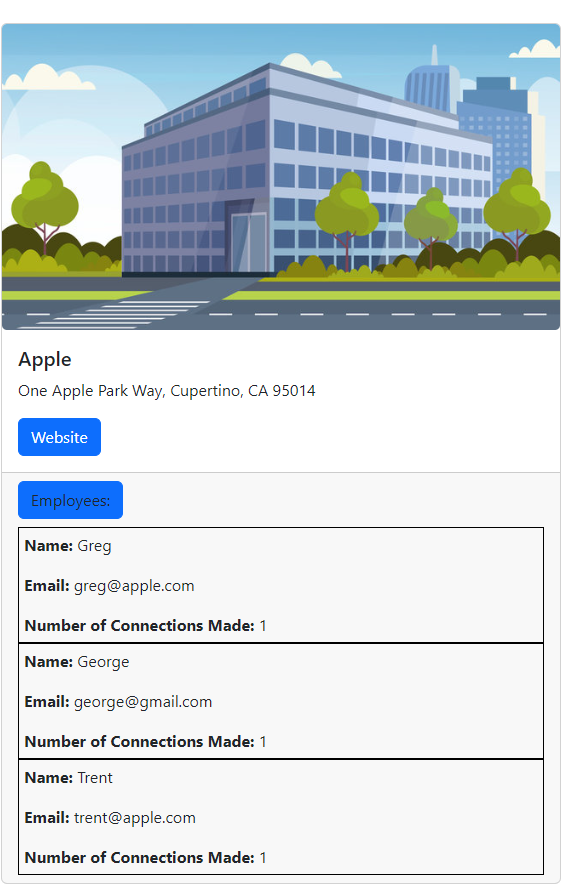 Apple
One Apple Park Way, Cupertino, CA 95014
Website
Employees:
Name: Greg
Email: greg@apple.com
Number of Connections Made: 1
Name: George
Email: george@gmail.com
Number of Connections Made: 1
Name: Trent
Email: trent@apple.com
Number of Connections Made: 1